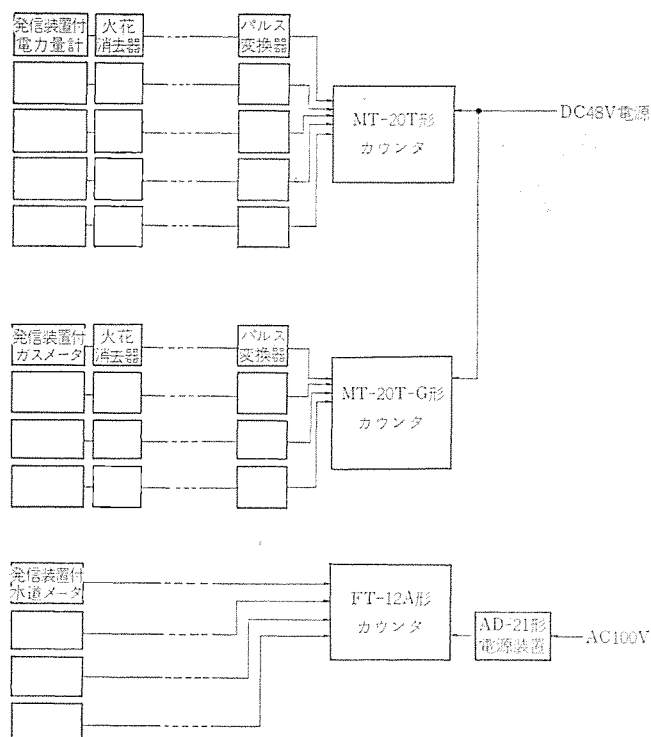 発信装置付
電力量計
火花
消去器
パルス
変換器
MT-20T形
カウンタ
DC48V電源
発信装置付
ガスメータ
火花
消去器
パルス
変換器
MT-20T-G形
カウンタ
発信装置付
水道メータ
FT-12A形
カウンタ
AD-21形
電源装置
AC100V